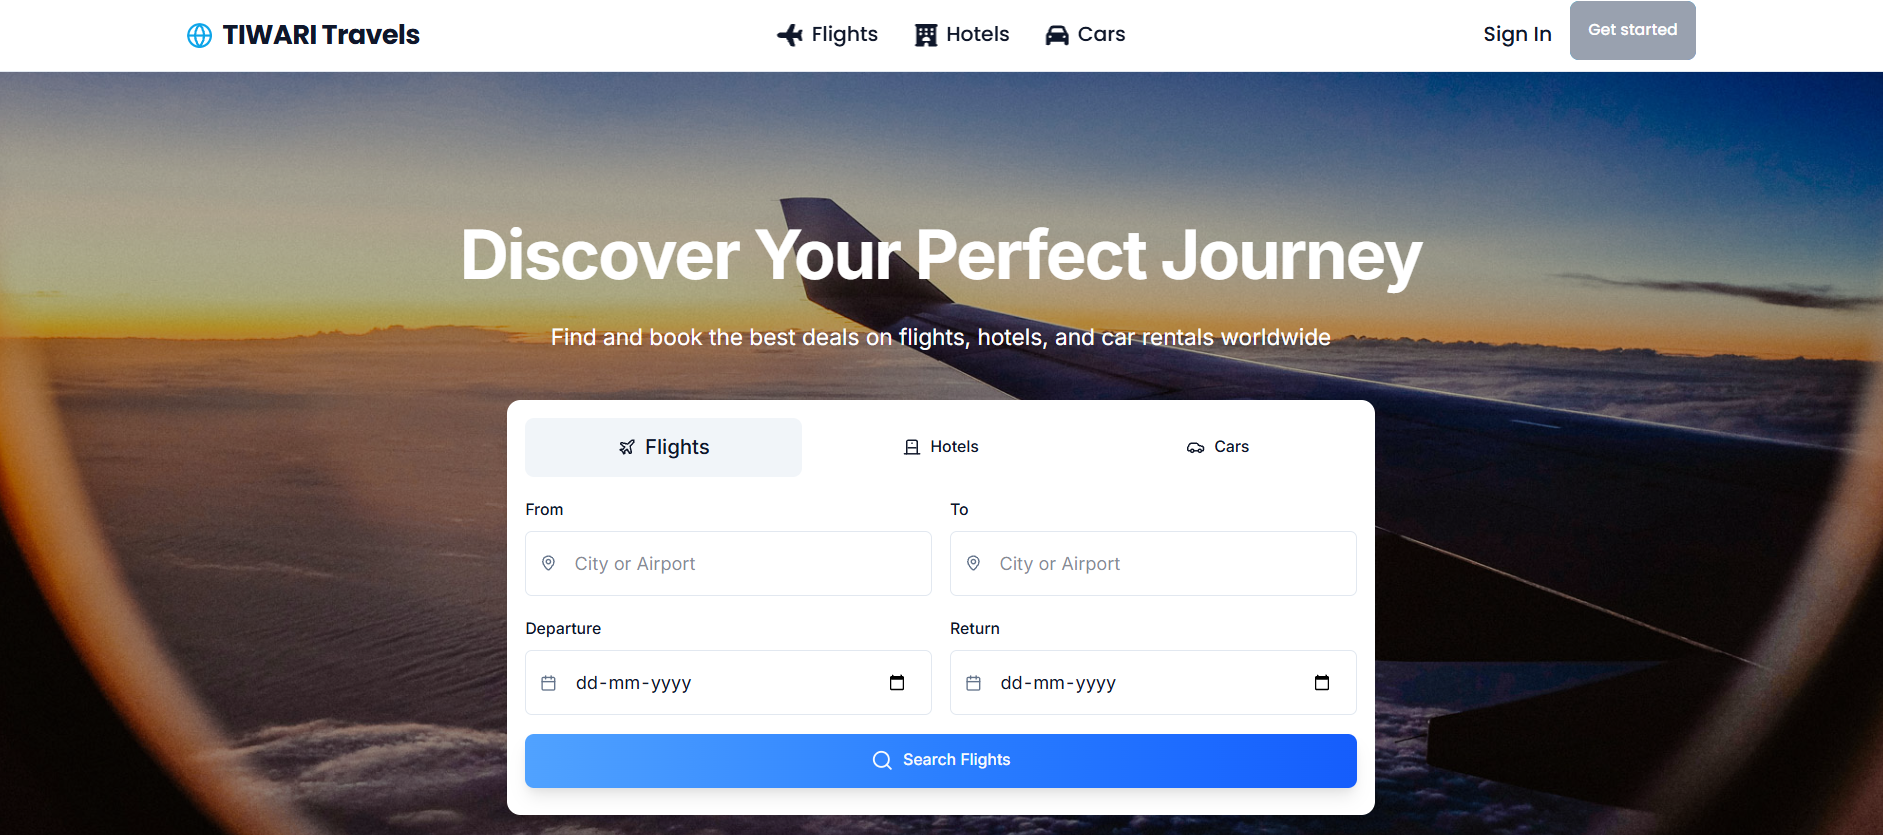 TIWARI Travels
Flights
Hotels
Cars
Sign In
Get started
Discover Your Perfect Journey
Find and book the best deals on flights, hotels, and car rentals worldwide
Flights
Hotels
Cars
From
To
City or Airport
City or Airport
Departure
Return
dd-mm-yyyy
dd-mm-yyyy
Search Flights